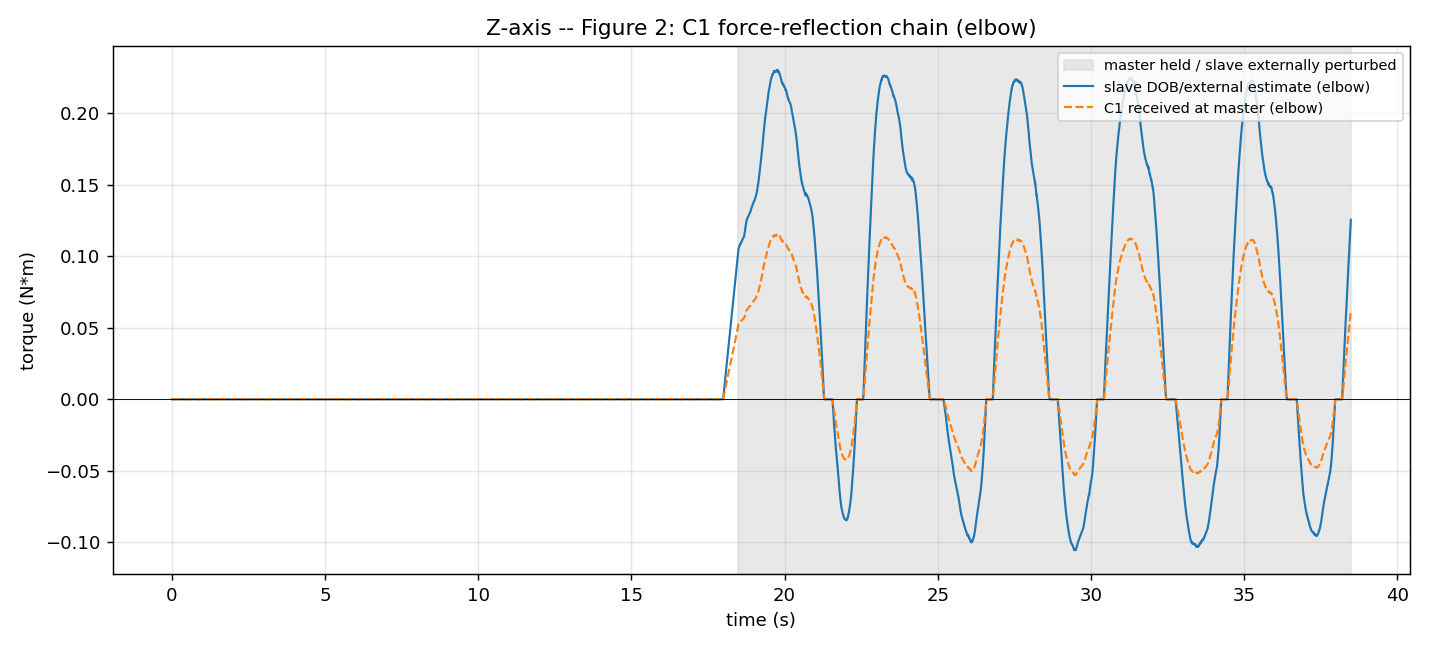 Z-axis -- Figure 2: C1 force-reflection chain (elbow)
master held / slave externally perturbed
slave DOB/external estimate (elbow)
C1 received at master (elbow)
torque (N*m)
0.20
0.15
0.10
0.05
0.00
−0.05
−0.10
0 5 10 15 20 25 30 35 40
time (s)